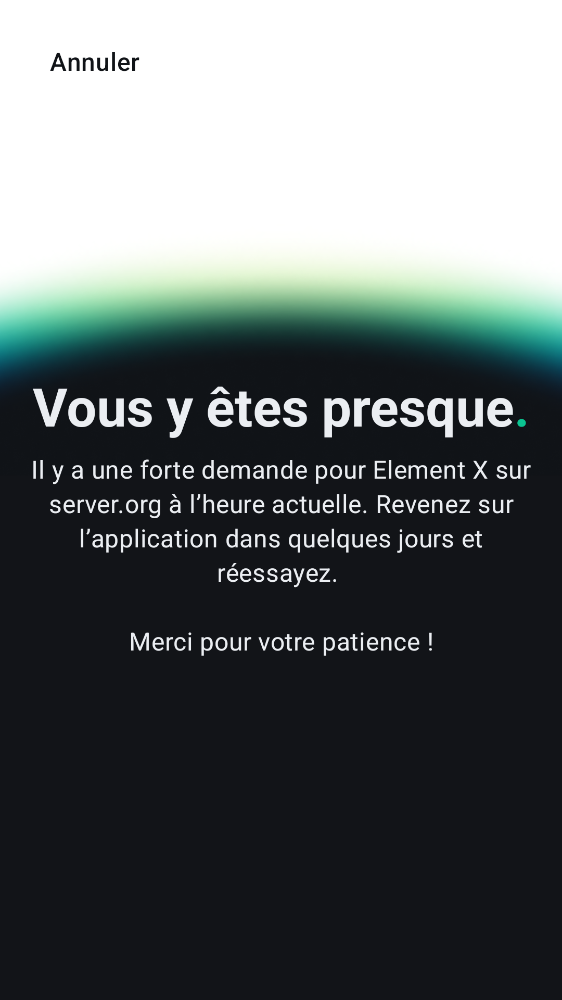 Annuler
Vous y êtes presque.
Il y a une forte demande pour Element X sur
server.org à l’heure actuelle. Revenez sur
l’application dans quelques jours et
réessayez.
Merci pour votre patience !